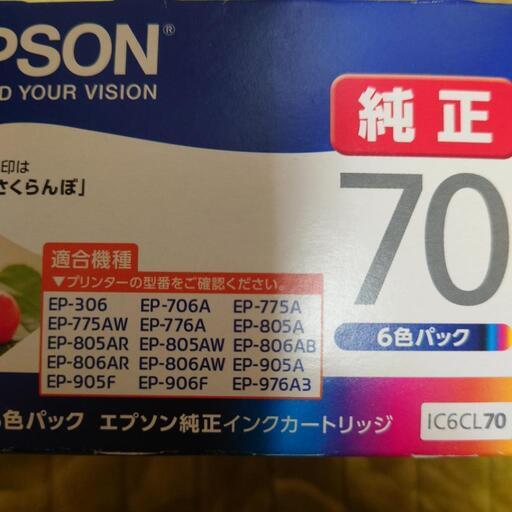 EPSON®
YOUR VISION
純正
印は
さくらんぼ」
70
適合機種
▼プリンターの型番をご確認ください。
EP-306 EP-706A EP-775A
EP-775AW EP-776A EP-805A
EP-805AR EP-805AW EP-806AB
EP-806AR EP-806AW EP-905A
EP-905F EP-906F EP-976A3
6色パック
色パック エプソン純正インクカートリッジ
IC6CL70